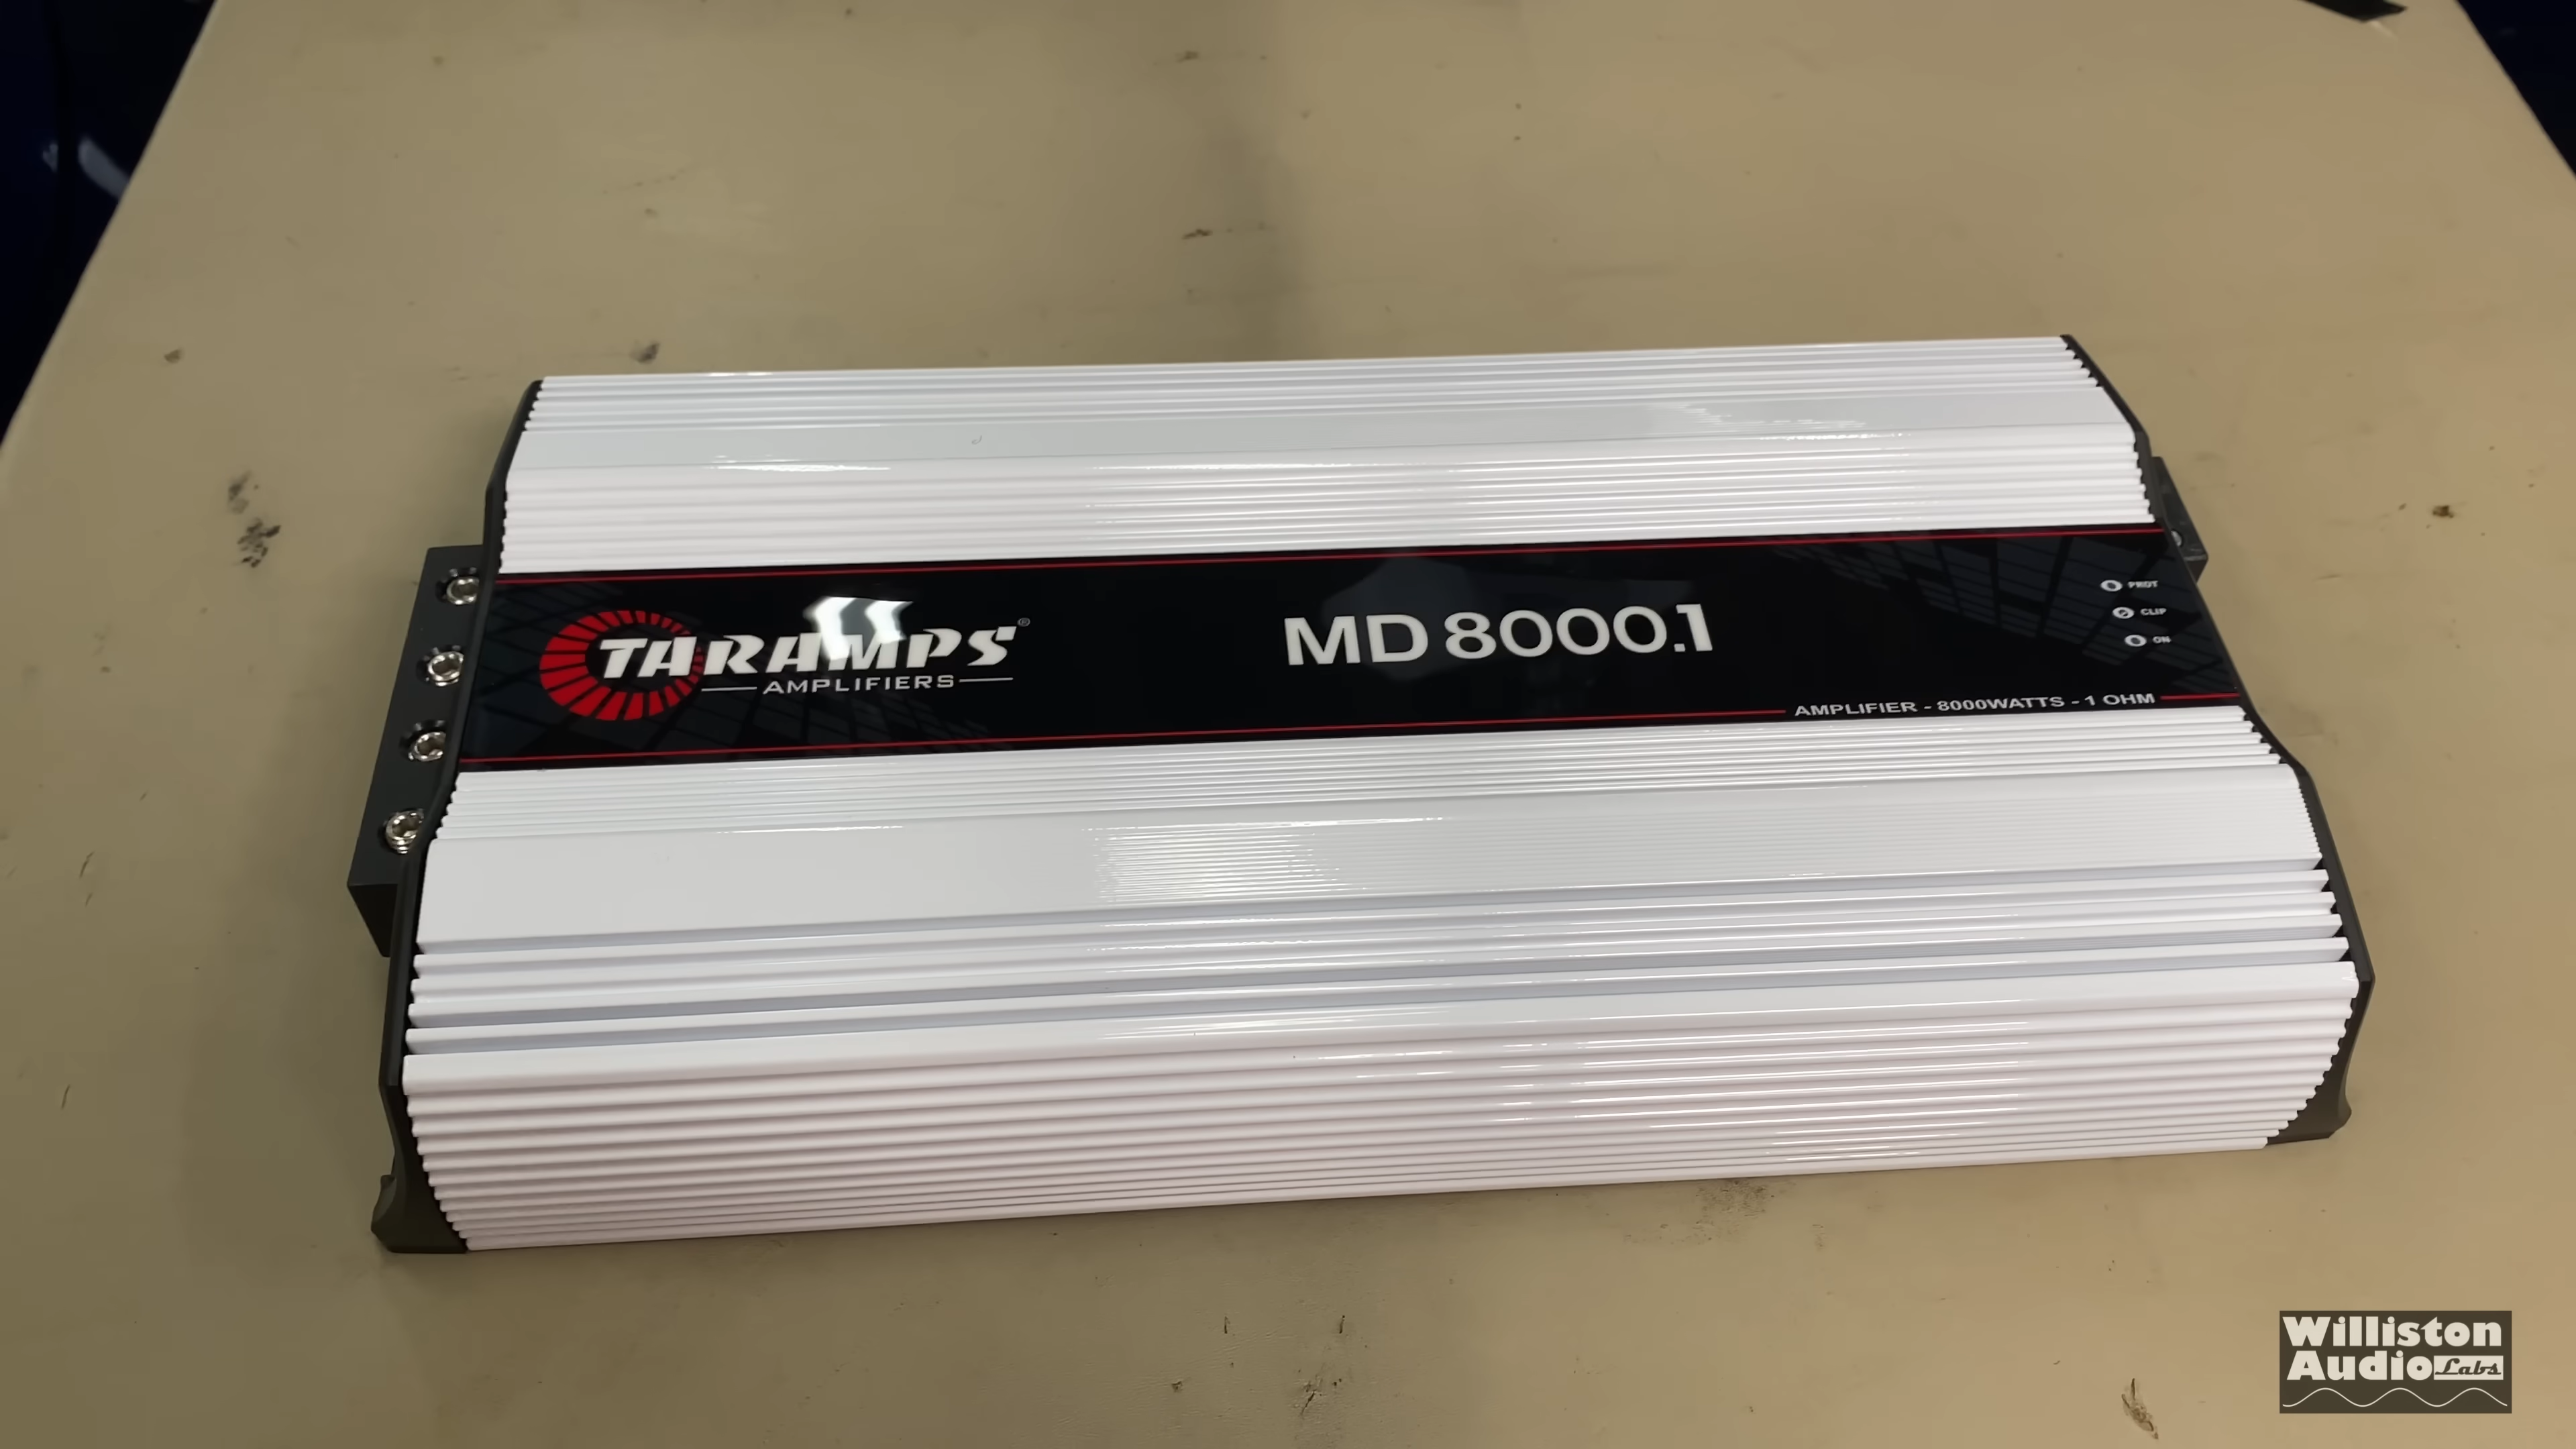 TARAMPS®
AMPLIFIERS
MD 8000.1
PROT
CLIP
ON
AMPLIFIER - 8000WATTS - 1 OHM
Williston
Audio Labs